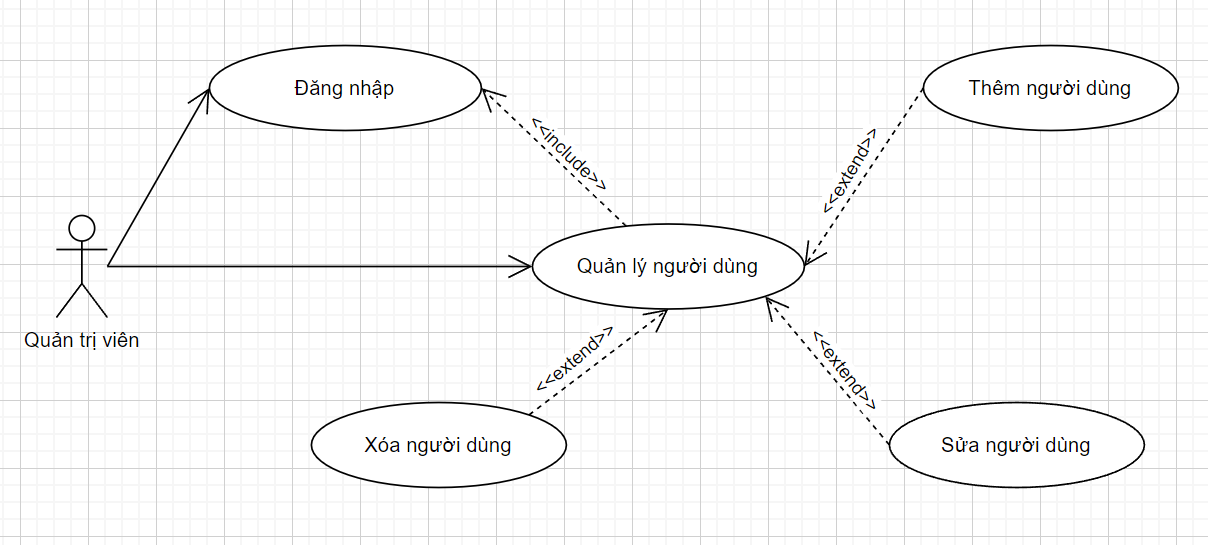 Đăng nhập
Thêm người dùng
<<include>>
<<extend>>
Quản lý người dùng
Quản trị viên
<<extend>>
<<extend>>
Xóa người dùng
Sửa người dùng